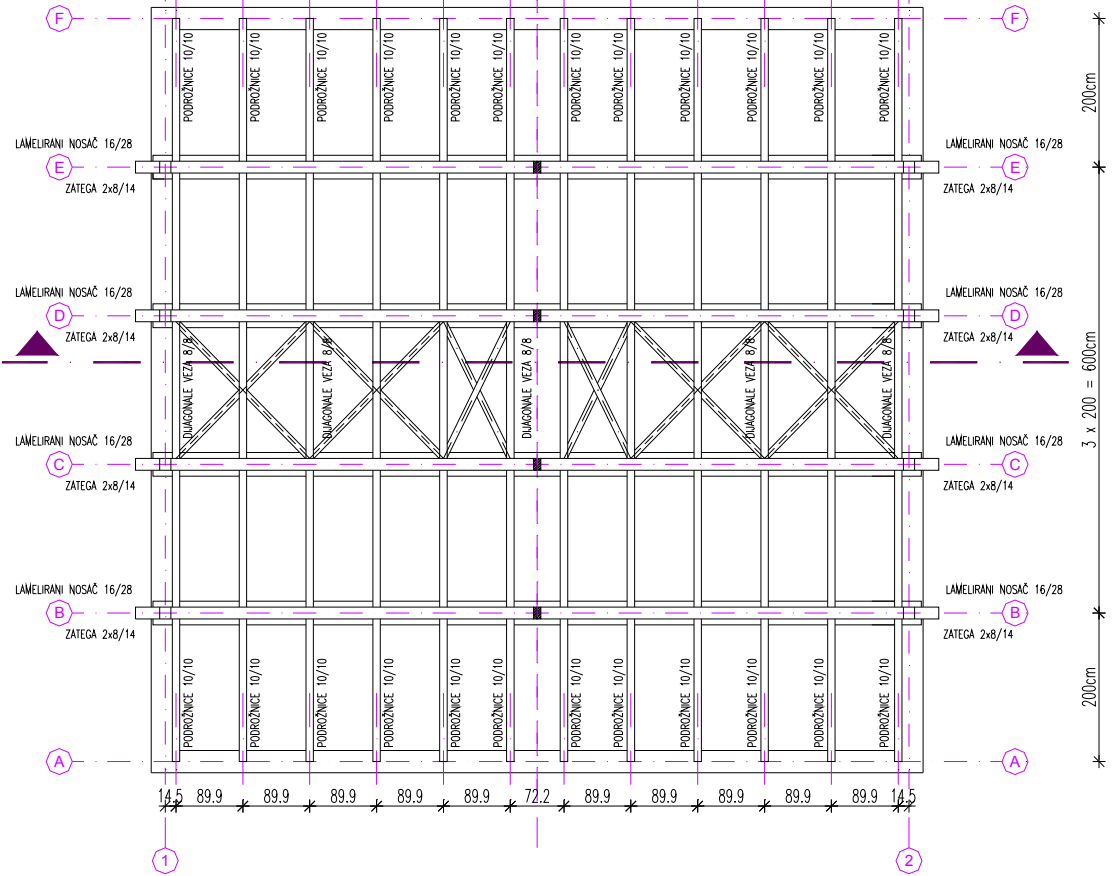 F F
PODROŽNICE 10/10 PODROŽNICE 10/10 PODROŽNICE 10/10 PODROŽNICE 10/10 PODROŽNICE 10/10 PODROŽNICE 10/10 PODROŽNICE 10/10 PODROŽNICE 10/10 PODROŽNICE 10/10 PODROŽNICE 10/10 PODROŽNICE 10/10
200cm
LAMELIRANI NOSAČ 16/28 LAMELIRANI NOSAČ 16/28
E E
ZATEGA 2x8/14 ZATEGA 2x8/14
LAMELIRANI NOSAČ 16/28 LAMELIRANI NOSAČ 16/28
D D
ZATEGA 2x8/14 ZATEGA 2x8/14
DIJAGONALE VEZA 8/8 DIJAGONALE VEZA 8/8 DIJAGONALE VEZA 8/8 DIJAGONALE VEZA 8/8 DIJAGONALE VEZA 8/8
3 x 200 = 600cm
LAMELIRANI NOSAČ 16/28 LAMELIRANI NOSAČ 16/28
C C
ZATEGA 2x8/14 ZATEGA 2x8/14
LAMELIRANI NOSAČ 16/28 LAMELIRANI NOSAČ 16/28
B B
ZATEGA 2x8/14 ZATEGA 2x8/14
PODROŽNICE 10/10 PODROŽNICE 10/10 PODROŽNICE 10/10 PODROŽNICE 10/10 PODROŽNICE 10/10 PODROŽNICE 10/10 PODROŽNICE 10/10 PODROŽNICE 10/10 PODROŽNICE 10/10 PODROŽNICE 10/10 PODROŽNICE 10/10
200cm
A A
14.5 89.9 89.9 89.9 89.9 89.9 72.2 89.9 89.9 89.9 89.9 89.9 14.5
1 2